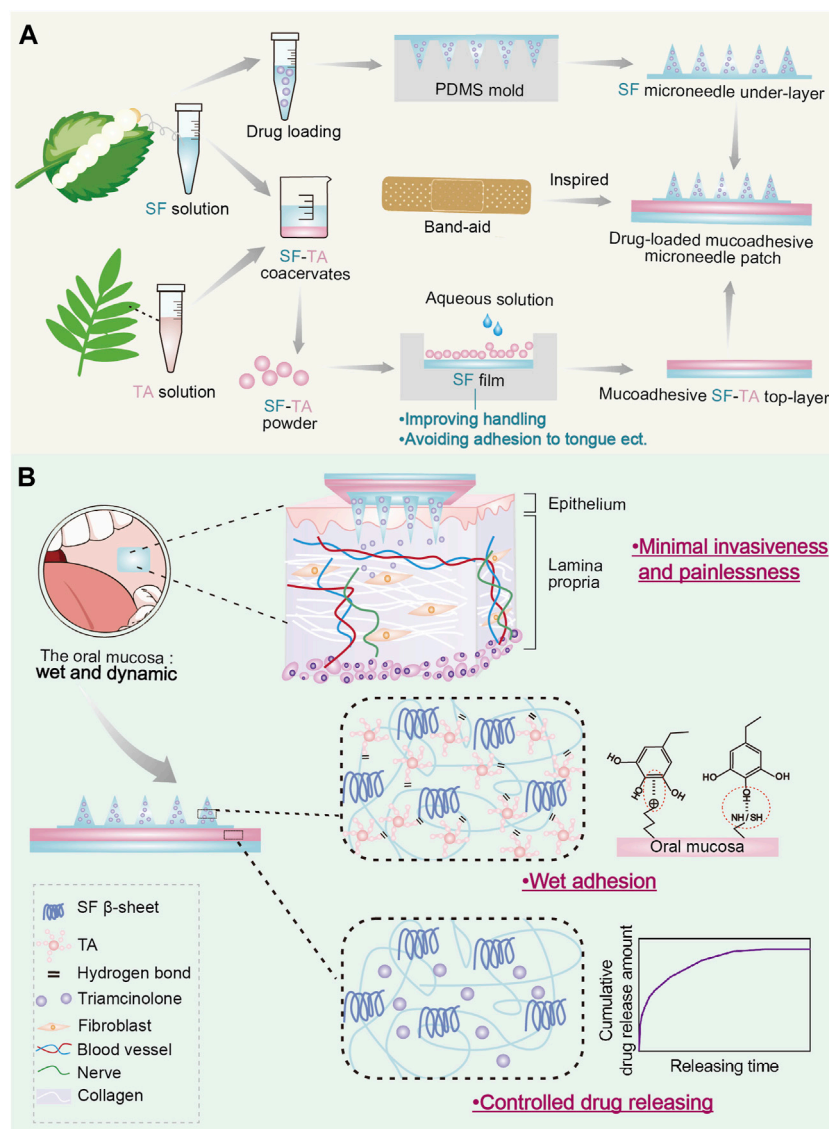 A
SF solution
Drug loading
PDMS mold
SF microneedle under-layer
SF-TA
coacervates
Band-aid
Inspired
Drug-loaded mucoadhesive
microneedle patch
TA solution
SF-TA
powder
Aqueous solution
SF film
•Improving handling
•Avoiding adhesion to tongue ect.
Mucoadhesive SF-TA top-layer
B
The oral mucosa :
wet and dynamic
Epithelium
Lamina
propria
•Minimal invasiveness
and painlessness
HO
HO
OH
HO
OH
OH
NH/SH
Oral mucosa
•Wet adhesion
SF β-sheet
TA
Hydrogen bond
Triamcinolone
Fibroblast
Blood vessel
Nerve
Collagen
Cumulative
drug release amount
Releasing time
•Controlled drug releasing